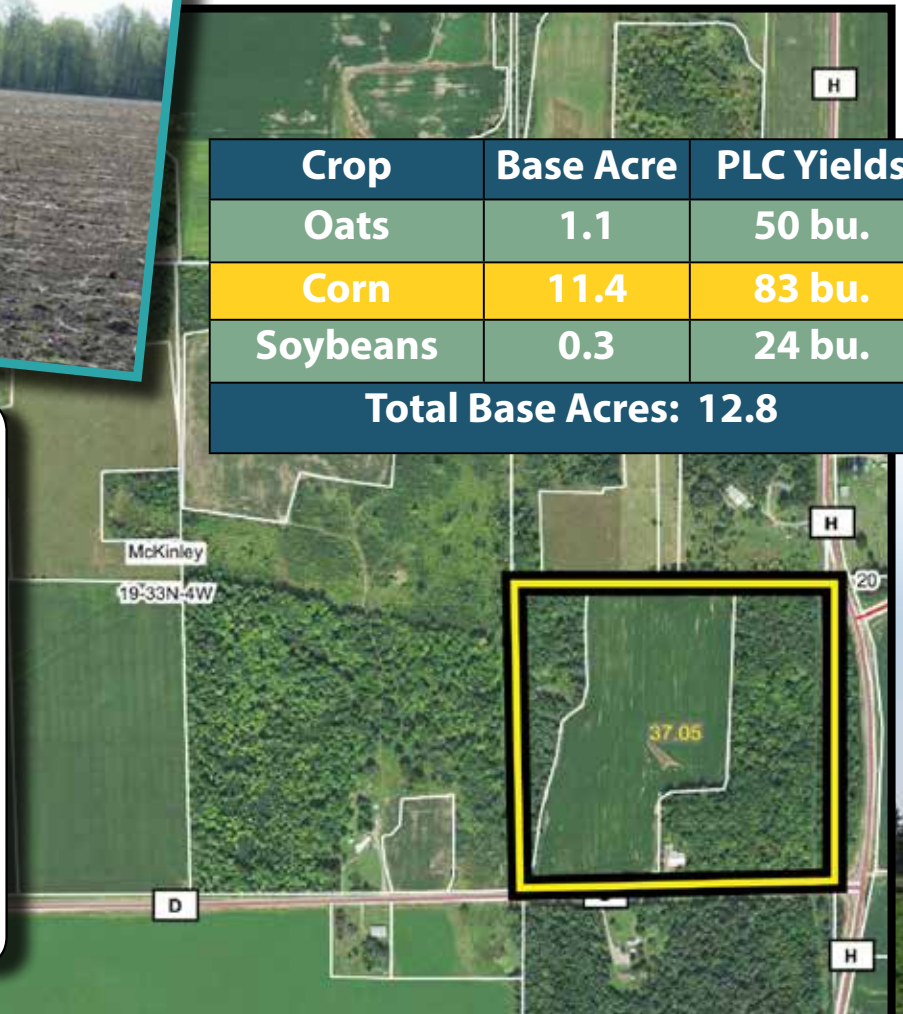 H
Crop Base Acre PLC Yields
Oats 1.1 50 bu.
Corn 11.4 83 bu.
Soybeans 0.3 24 bu.
Total Base Acres: 12.8
H
McKinley
20
19-33N-4W
37.05
D
H